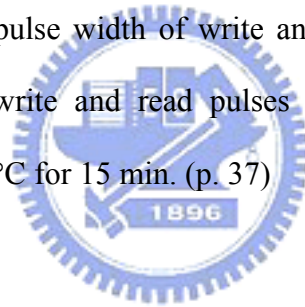 pulse width of write an
write and read pulses
°C for 15 min. (p. 37)
1896